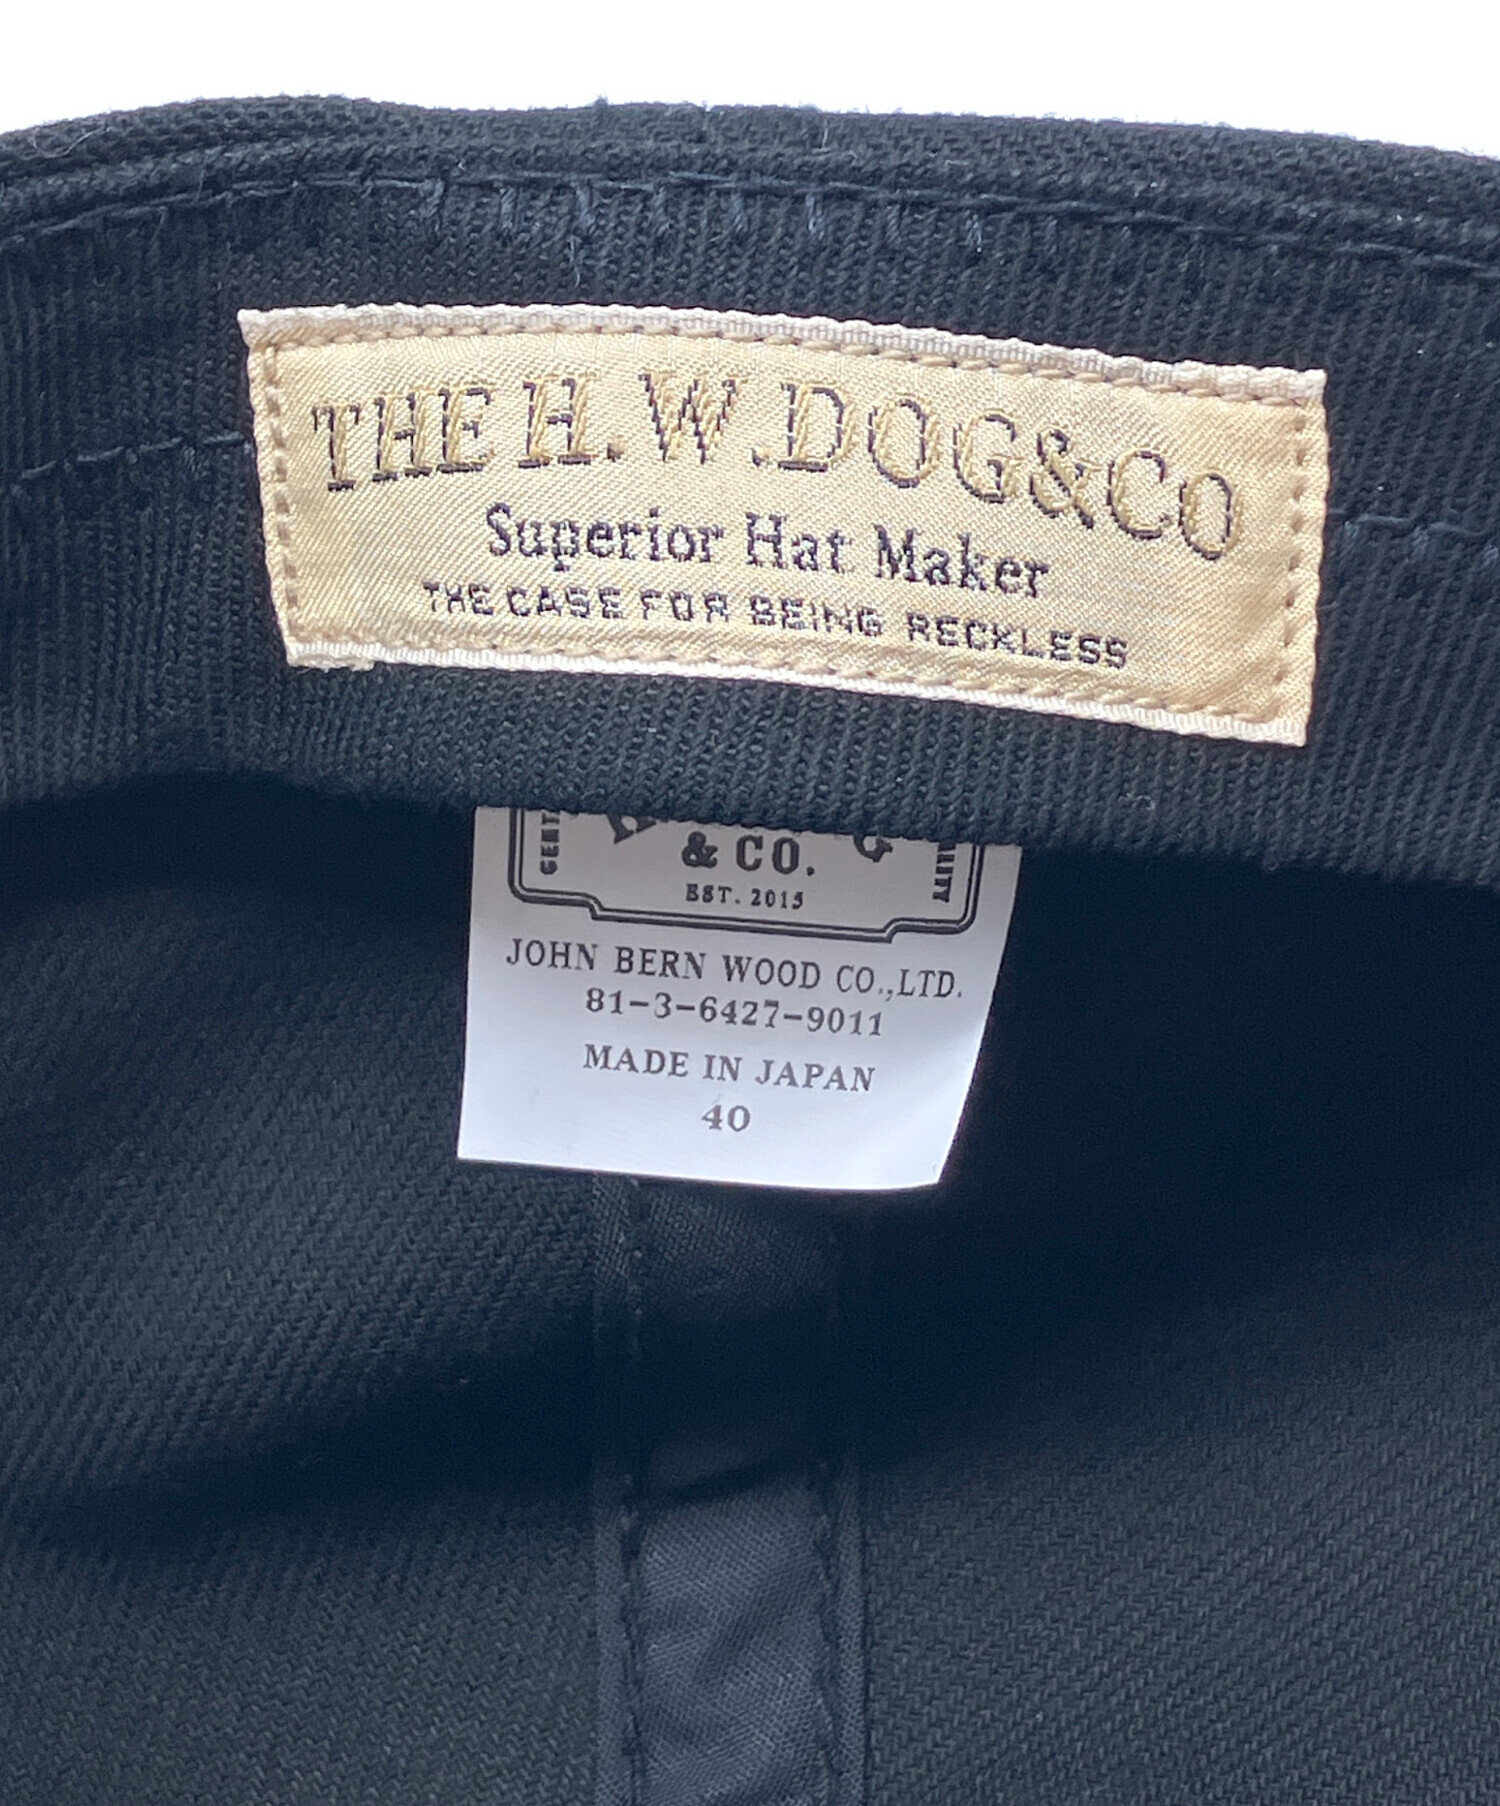 THE H.W.DOG&CO
Superior Hat Maker
THE CASE FOR BEING RECKLESS
& CO.
EST. 2015
JOHN BERN WOOD CO.,LTD.
81-3-6427-9011
MADE IN JAPAN
40